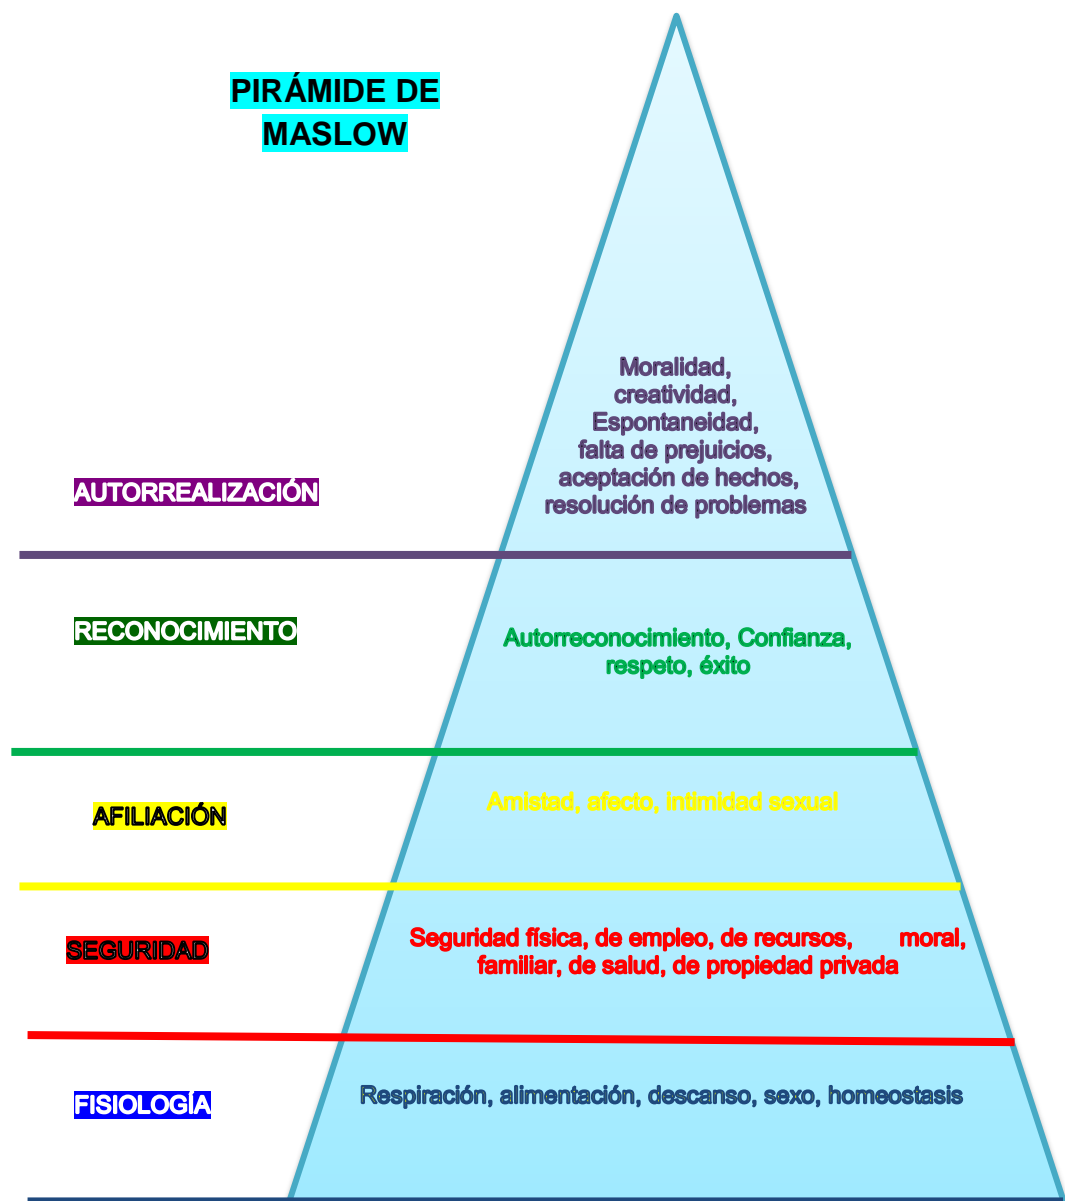 PIRÁMIDE DE
MASLOW
Moralidad,
creatividad,
Espontaneidad,
falta de prejuicios,
aceptación de hechos,
resolución de problemas
AUTORREALIZACIÓN
RECONOCIMIENTO
Autorreconocimiento, Confianza,
respeto, éxito
AFILIACIÓN
Amistad, afecto, intimidad sexual
SEGURIDAD
Seguridad física, de empleo, de recursos, moral,
familiar, de salud, de propiedad privada
FISIOLOGÍA
Respiración, alimentación, descanso, sexo, homeostasis